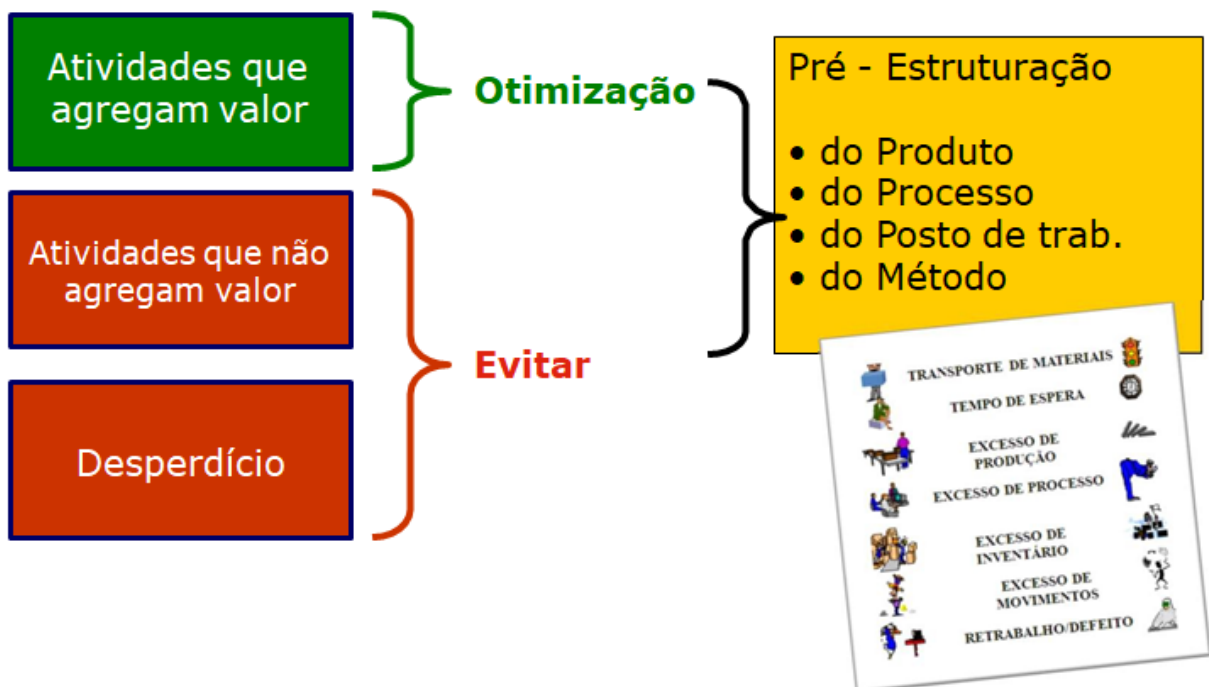 Atividades que
agregam valor
Otimização
Atividades que não
agregam valor
Evitar
Desperdício
Pré - Estruturação
• do Produto
• do Processo
• do Posto de trab.
• do Método
TRANSPORTE DE MATERIAIS
TEMPO DE ESPERA
EXCESSO DE
PRODUÇÃO
EXCESSO DE PROCESSO
EXCESSO DE
INVENTÁRIO
EXCESSO DE
MOVIMENTOS
RETRABALHO/DEFEITO